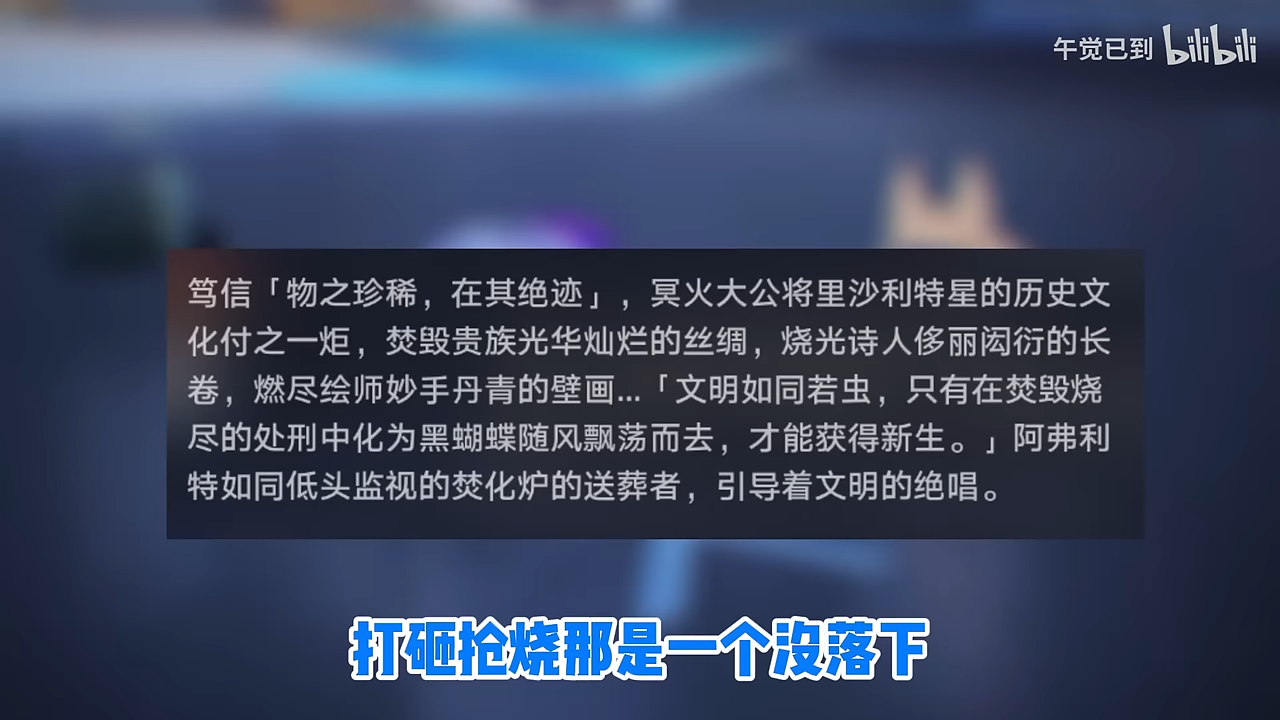 午觉已到 bilibili
笃信「物之珍稀，在其绝迹」，冥火大公将里沙利特星的历史文
化付之一炬，焚毁贵族光华灿烂的丝绸，烧光诗人侈丽闳衍的长
卷，燃尽绘师妙手丹青的壁画...「文明如同若虫，只有在焚毁烧
尽的处刑中化为黑蝴蝶随风飘荡而去，才能获得新生。」阿弗利
特如同低头监视的焚化炉的送葬者，引导着文明的绝唱。
打砸抢烧那是一个没落下